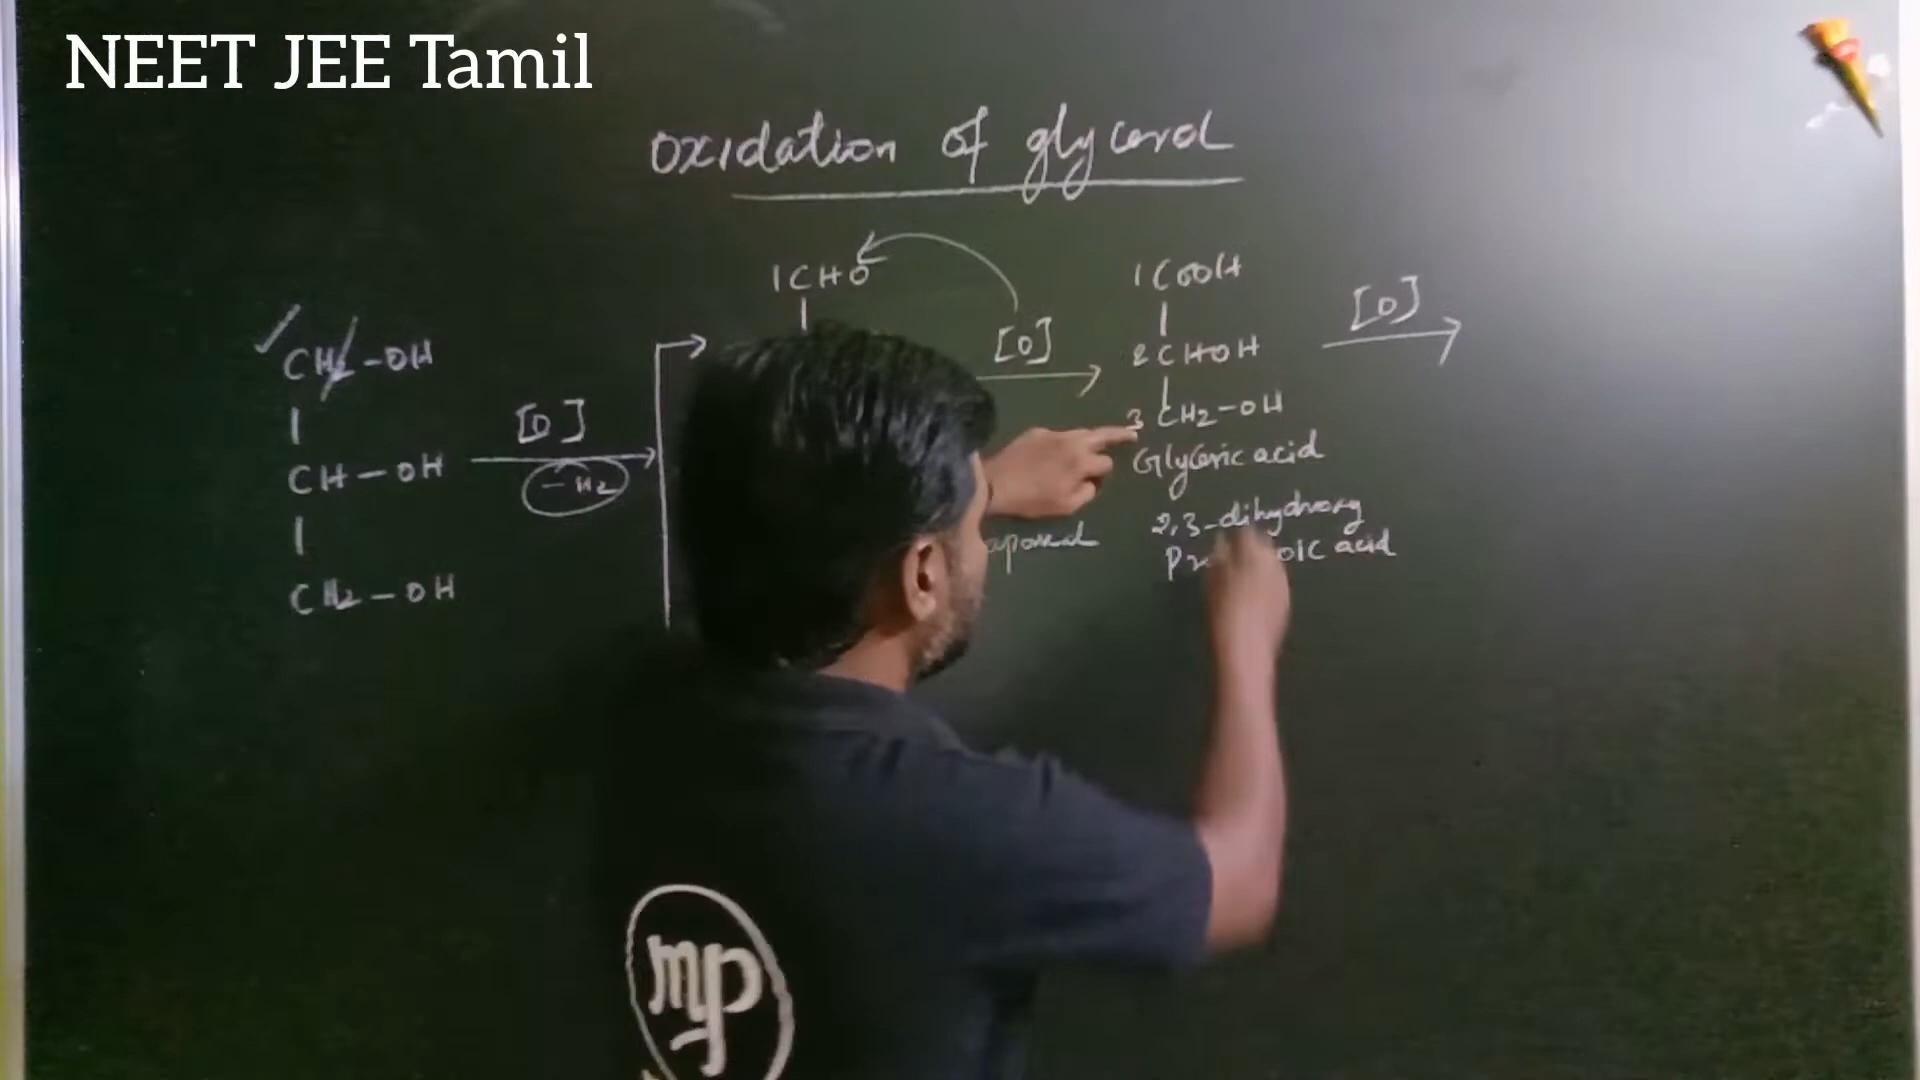 NEET JEE Tamil
oxidation of glycerol
CH2-OH
CH-OH
CH2-OH
[O]
-H2
1CHO
[O]
1COOH
2CHOH
3CH2-OH
Glyceric acid
2,3-dihydroxy
acid
[O]
mp